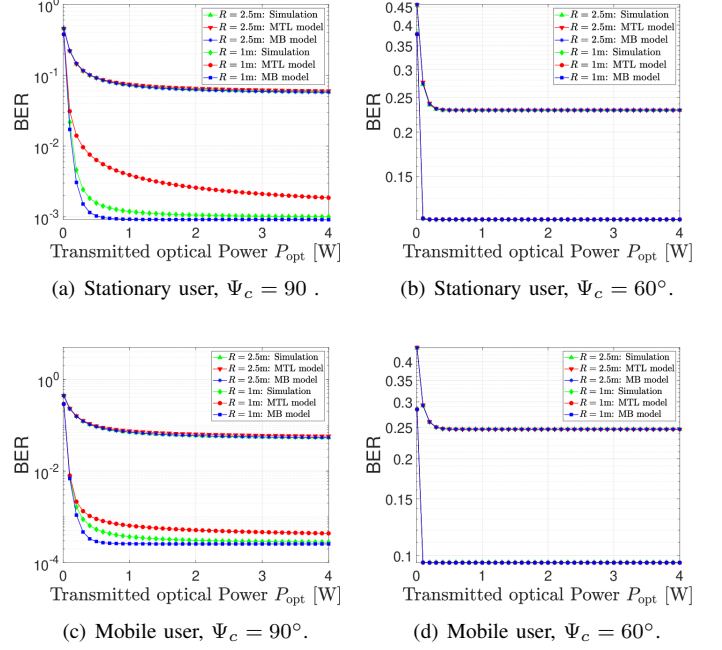 10^0
10^-1
10^-2
10^-3
BER
R = 2.5m: Simulation
R = 2.5m: MTL model
R = 2.5m: MB model
R = 1m: Simulation
R = 1m: MTL model
R = 1m: MB model
0 1 2 3 4
Transmitted optical Power P_opt [W]
(a) Stationary user, Ψ_c = 90 .
0.45
0.4
0.35
0.3
0.25
0.2
0.15
BER
R = 2.5m: Simulation
R = 2.5m: MTL model
R = 2.5m: MB model
R = 1m: Simulation
R = 1m: MTL model
R = 1m: MB model
0 1 2 3 4
Transmitted optical Power P_opt [W]
(b) Stationary user, Ψ_c = 60°.
10^0
10^-2
10^-4
BER
R = 2.5m: Simulation
R = 2.5m: MTL model
R = 2.5m: MB model
R = 1m: Simulation
R = 1m: MTL model
R = 1m: MB model
0 1 2 3 4
Transmitted optical Power P_opt [W]
(c) Mobile user, Ψ_c = 90°.
0.4
0.35
0.3
0.25
0.2
0.15
0.1
BER
R = 2.5m: Simulation
R = 2.5m: MTL model
R = 2.5m: MB model
R = 1m: Simulation
R = 1m: MTL model
R = 1m: MB model
0 1 2 3 4
Transmitted optical Power P_opt [W]
(d) Mobile user, Ψ_c = 60°.